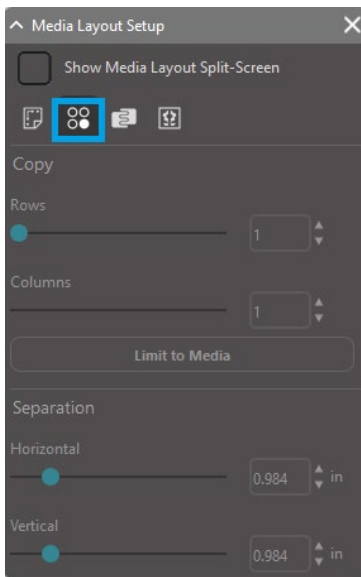 Media Layout Setup
Show Media Layout Split-Screen
Copy
Rows
1
Columns
1
Limit to Media
Separation
Horizontal
0.984 in
Vertical
0.984 in